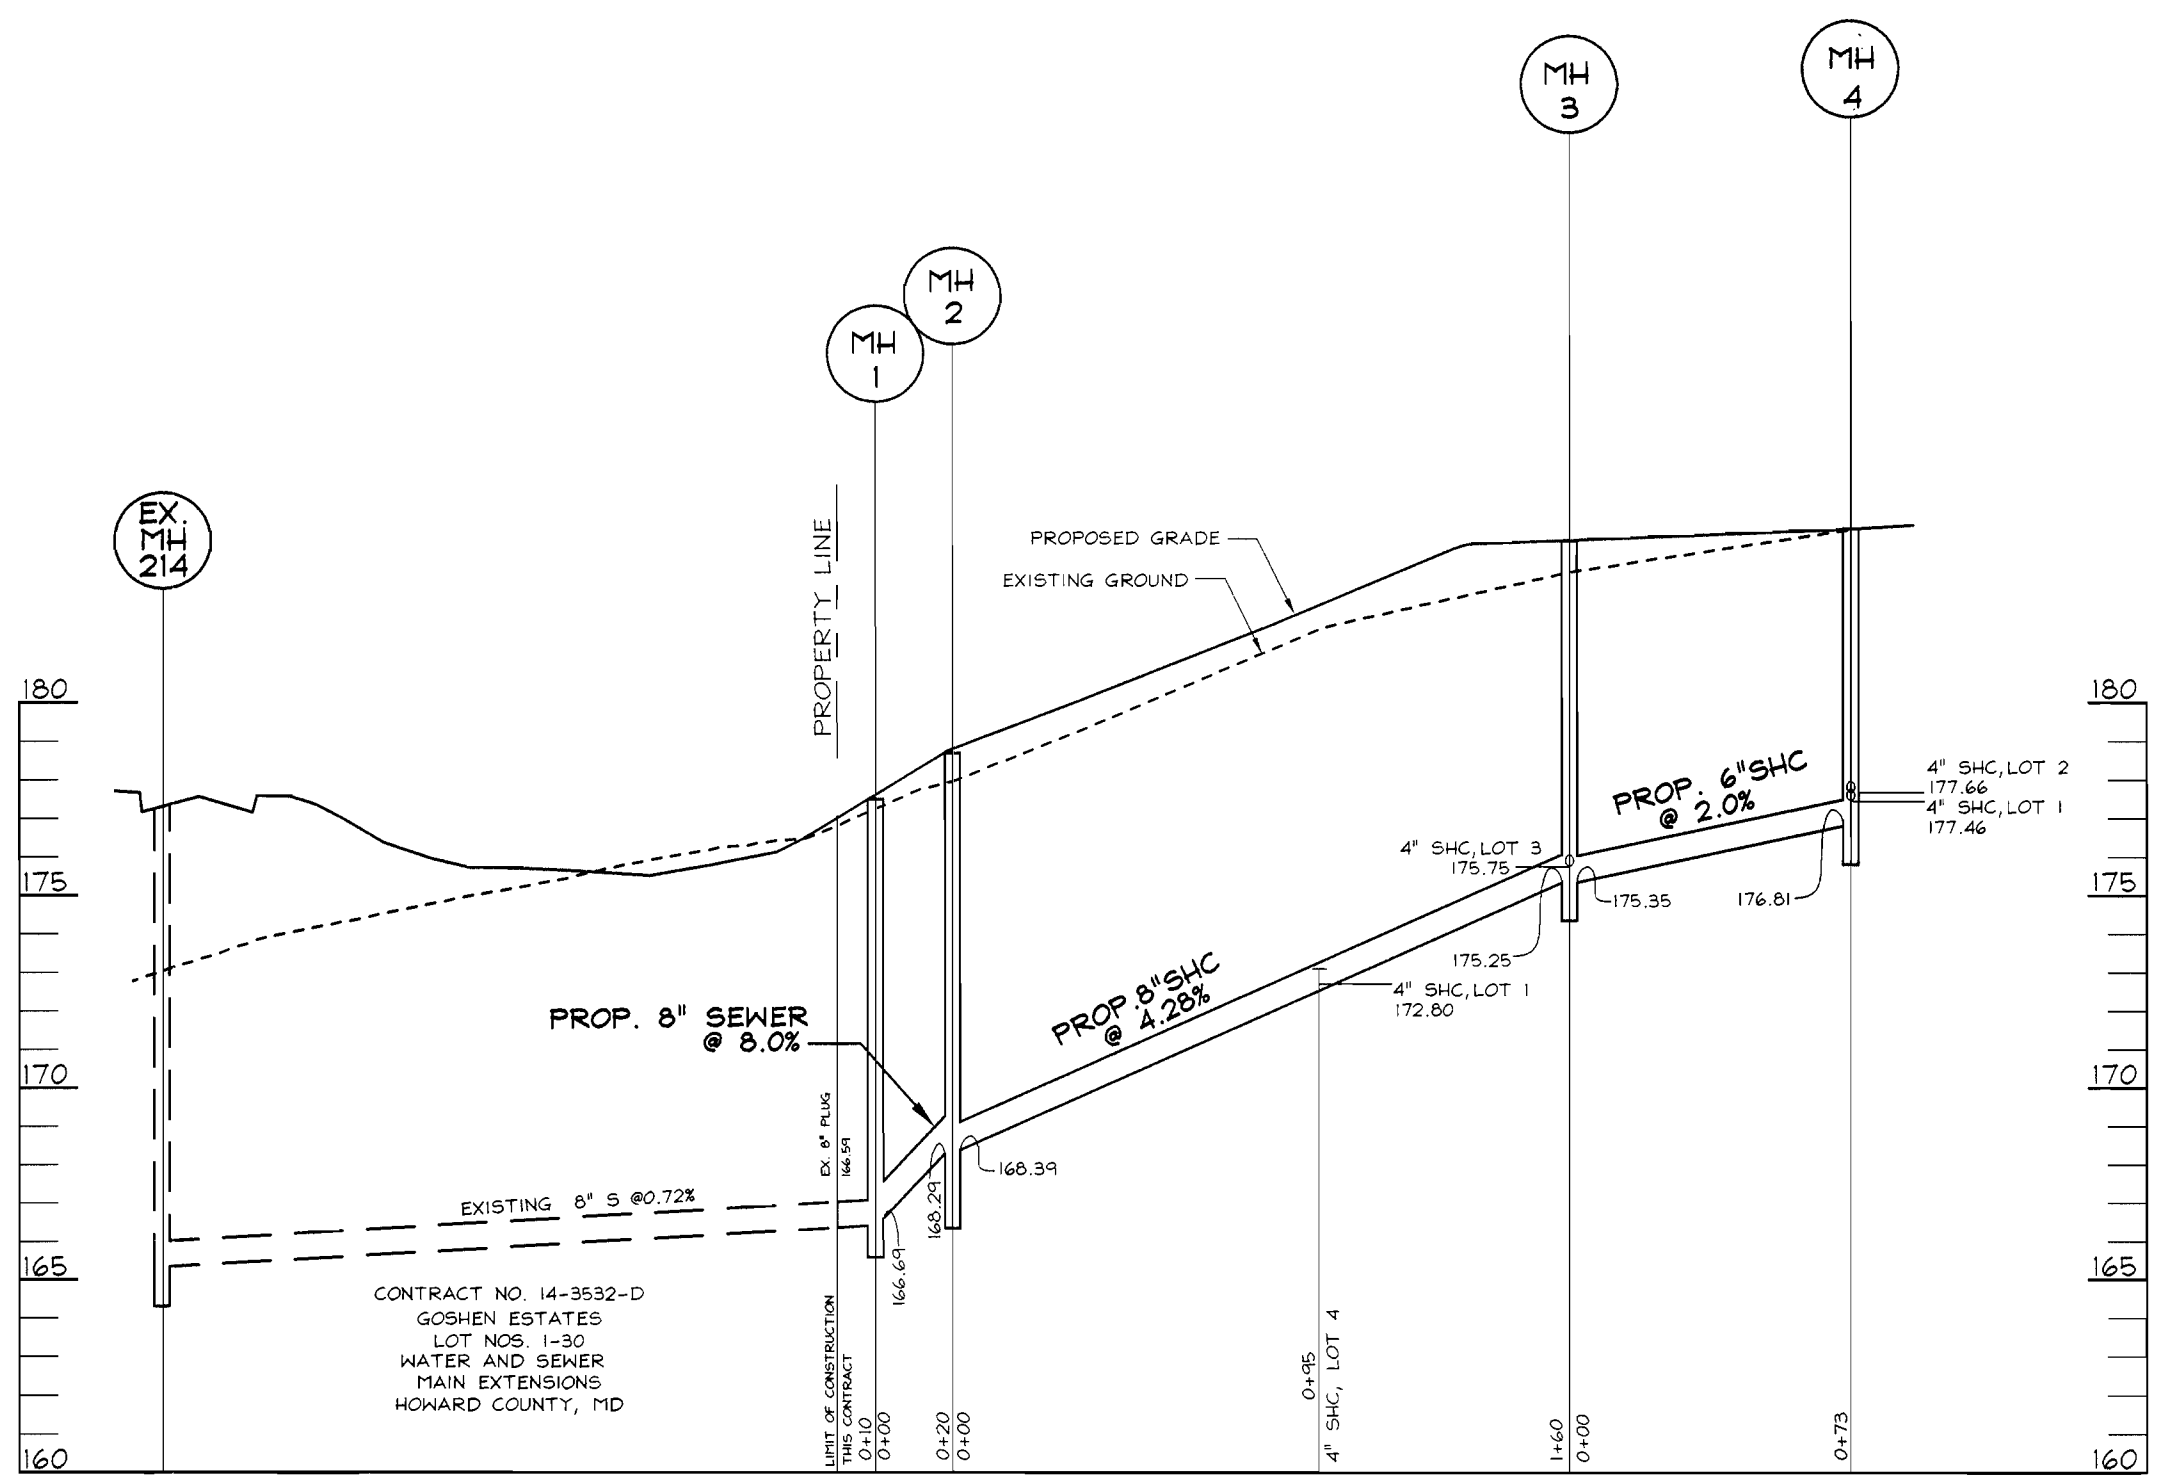 MH
4
MH
3
MH
2
MH
1
EX.
MH
214
PROPERTY LINE
PROPOSED GRADE
EXISTING GROUND
180
180
175
175
170
170
165
165
160
160
4" SHC, LOT 2
177.66
4" SHC, LOT 1
177.46
PROP. 6"SHC
@ 2.0%
4" SHC, LOT 3
175.75
175.35
176.81
175.25
PROP. 8"SHC
@ 4.28%
4" SHC, LOT 1
172.80
PROP. 8" SEWER
@ 8.0%
EX. 8" PLUG
166.59
168.39
168.29
166.69
EXISTING 8" S @0.72%
CONTRACT NO. 14-3532-D
GOSHEN ESTATES
LOT NOS. 1-30
WATER AND SEWER
MAIN EXTENSIONS
HOWARD COUNTY, MD
LIMIT OF CONSTRUCTION
THIS CONTRACT
0+10
0+00
0+20
0+00
0+95
4" SHC, LOT 4
1+60
0+00
0+73